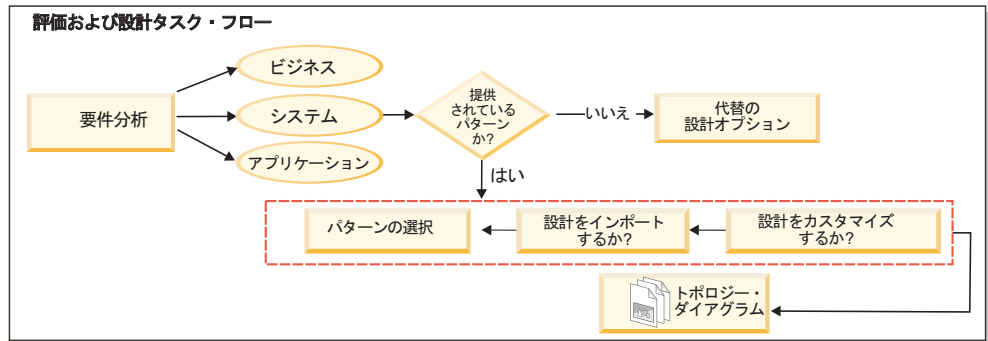 評価および設計タスク・フロー
ビジネス
要件分析
システム
アプリケーション
提供
されている
パターン
か?
いいえ
代替の
設計オプション
はい
パターンの選択
設計をインポート
するか?
設計をカスタマイズ
するか?
トポロジー・
ダイアグラム